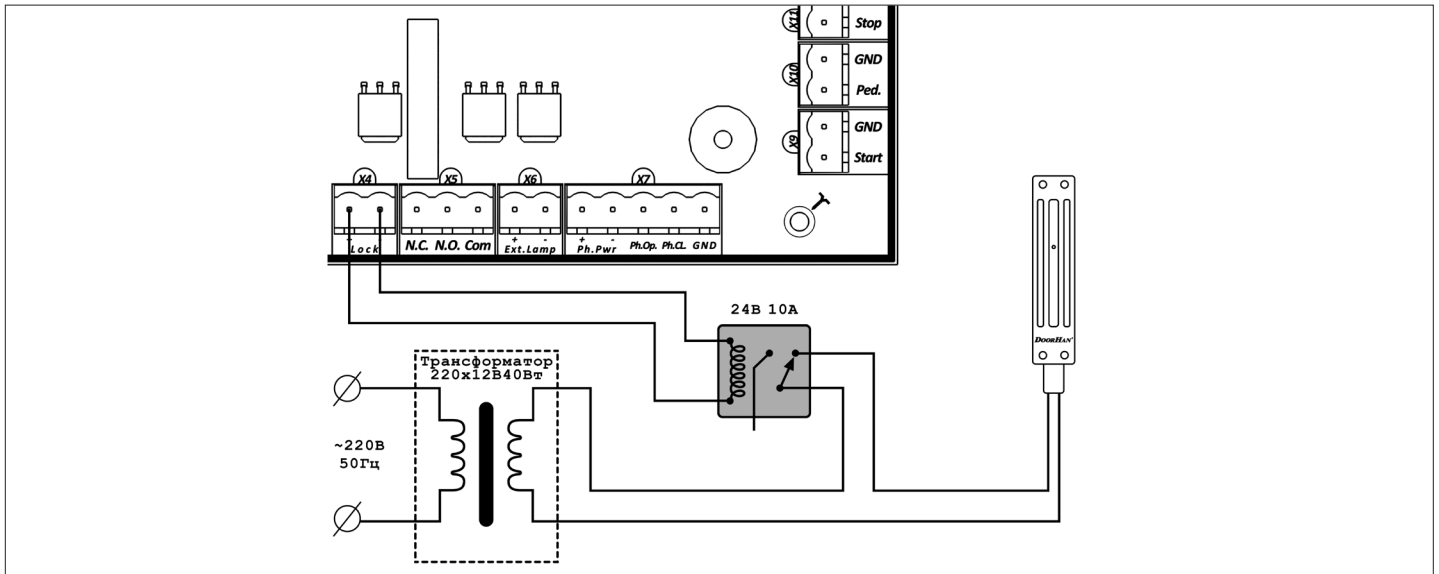 X11
Stop
X10
GND
Ped.
X9
GND
Start
X4
X5
X6
X7
+ -
Lock
N.C. N.O. Com
+ -
Ext.Lamp
+ -
Ph.Pwr
Ph.Op. Ph.CL. GND
24В 10А
DOORHAN®
Трансформатор
220х12В40Вт
~220В
50Гц